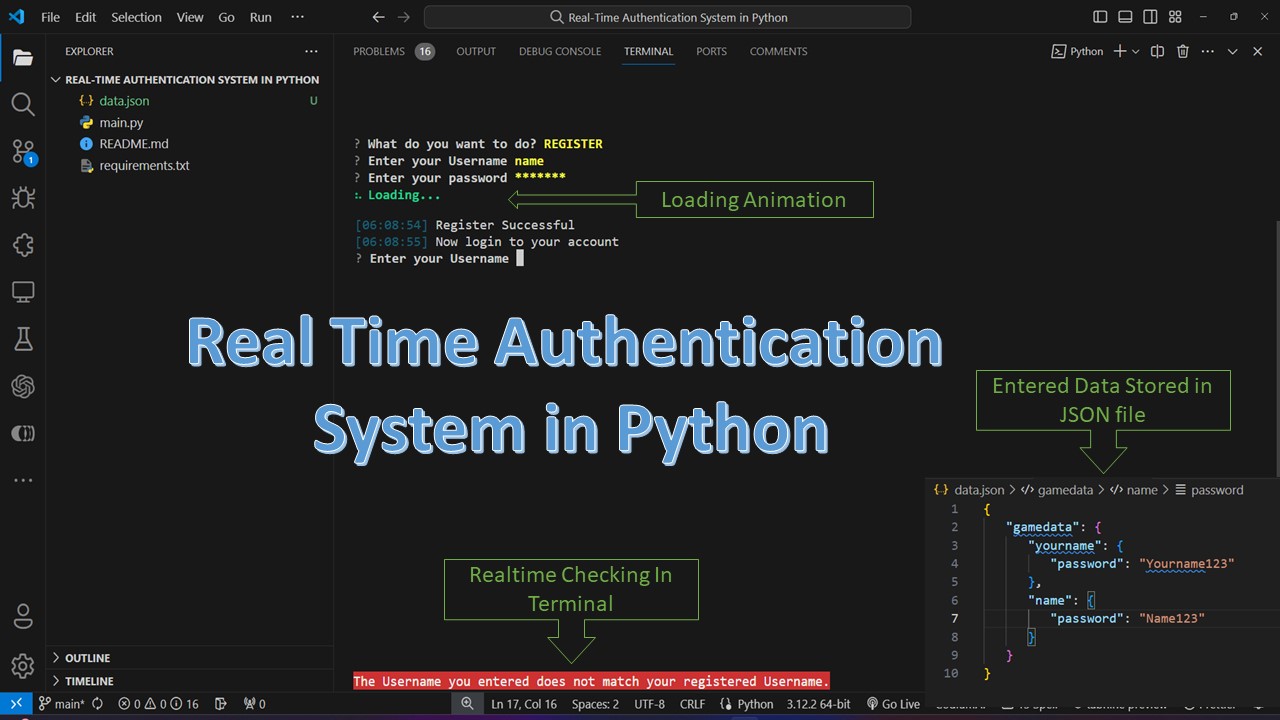 File Edit Selection View Go Run ···
Real-Time Authentication System in Python
EXPLORER ···
REAL-TIME AUTHENTICATION SYSTEM IN PYTHON
{..} data.json U
main.py
README.md
requirements.txt
1
OUTLINE
TIMELINE
PROBLEMS 16 OUTPUT DEBUG CONSOLE TERMINAL PORTS COMMENTS
Python
? What do you want to do? REGISTER
? Enter your Username name
? Enter your password *******
Loading...
Loading Animation
[06:08:54] Register Successful
[06:08:55] Now login to your account
? Enter your Username
Real Time Authentication
System in Python
Entered Data Stored in
JSON file
{..} data.json > gamedata > name > password
1 {
2 "gamedata": {
3 "yourname": {
4 "password": "Yourname123"
5 },
6 "name": {
7 "password": "Name123"
8 }
9 }
10 }
Realtime Checking In
Terminal
The Username you entered does not match your registered Username.
main* 0 0 16 0 Ln 17, Col 16 Spaces: 2 UTF-8 CRLF Python 3.12.2 64-bit Go Live